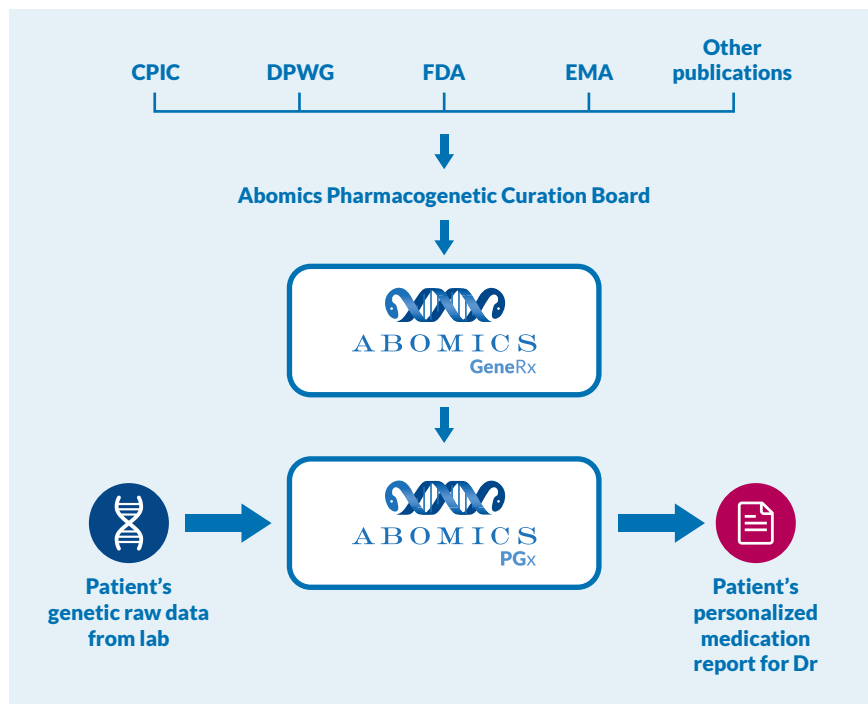 CPIC
DPWG
FDA
EMA
Other
publications
Abomics Pharmacogenetic Curation Board
ABOMICS
GeneRx
ABOMICS
PGx
Patient’s
genetic raw data
from lab
Patient’s
personalized
medication
report for Dr